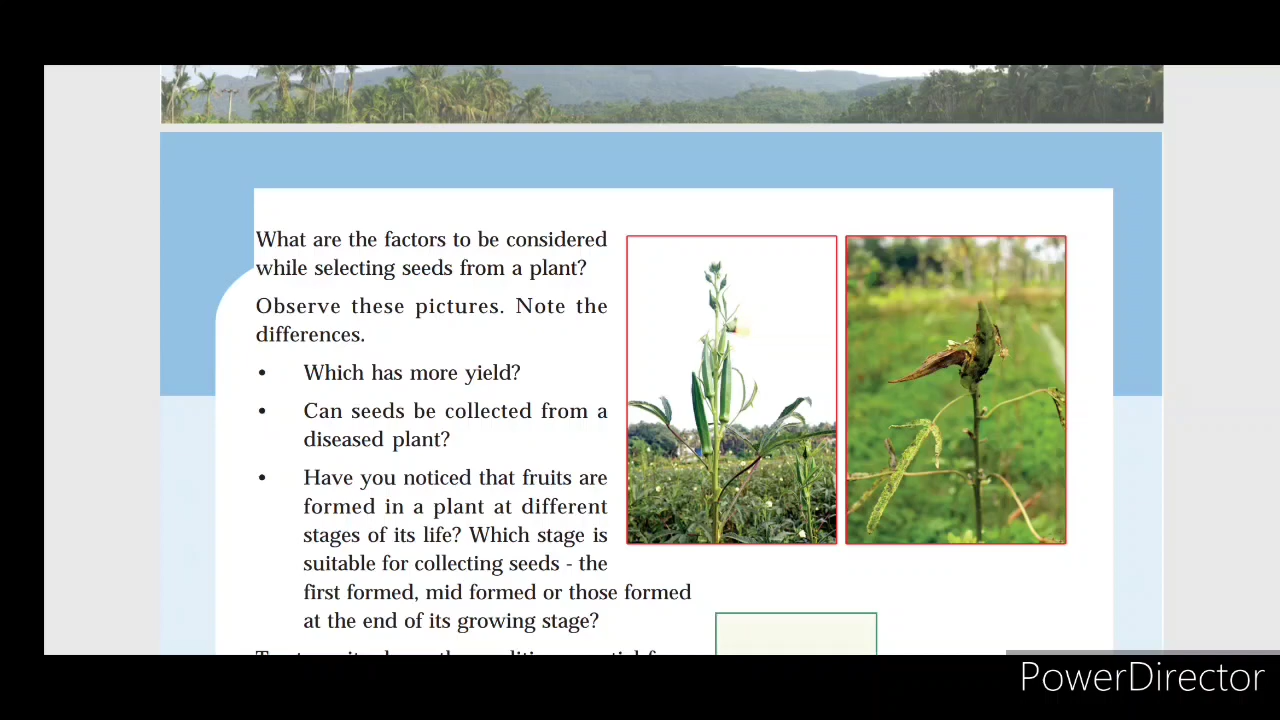 What are the factors to be considered
while selecting seeds from a plant?
Observe these pictures. Note the
differences.
• Which has more yield?
• Can seeds be collected from a
diseased plant?
• Have you noticed that fruits are
formed in a plant at different
stages of its life? Which stage is
suitable for collecting seeds - the
first formed, mid formed or those formed
at the end of its growing stage?
PowerDirector